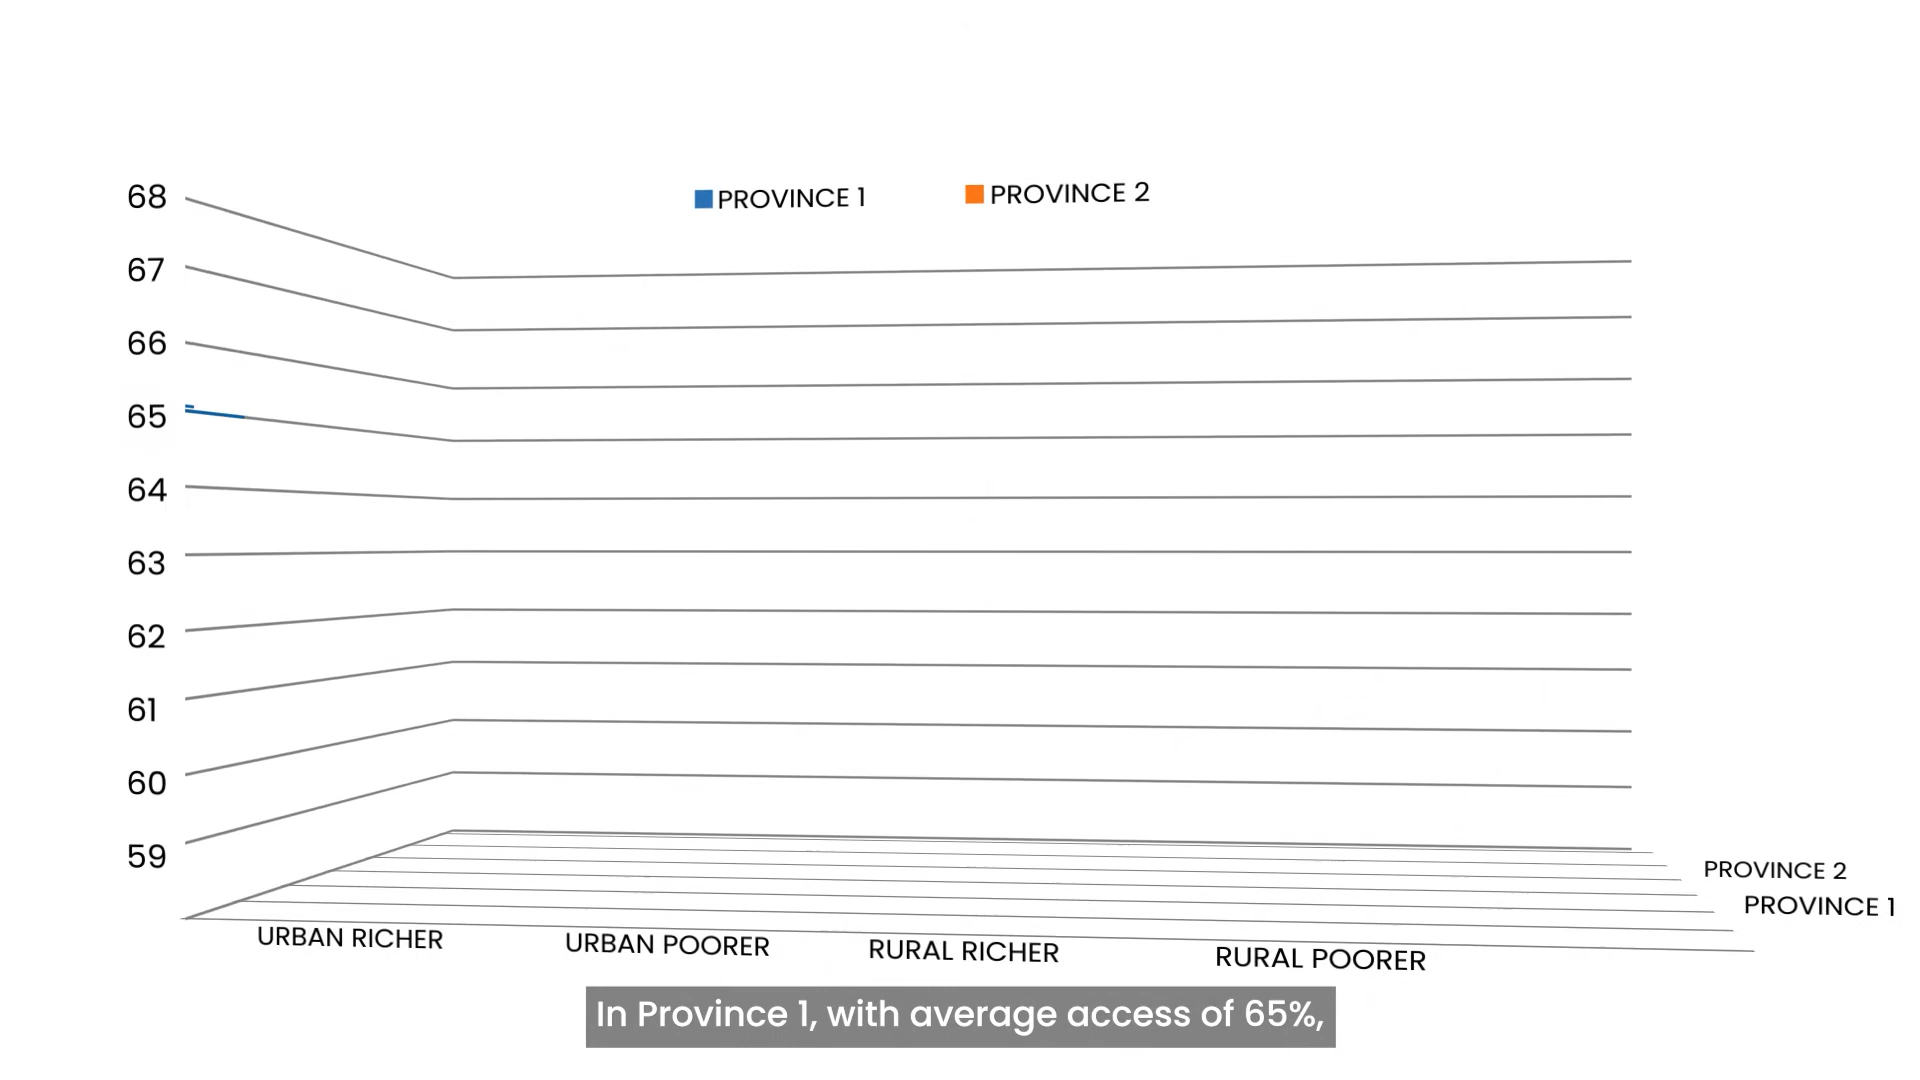 PROVINCE 1
PROVINCE 2
68
67
66
65
64
63
62
61
60
59
PROVINCE 2
PROVINCE 1
URBAN RICHER
URBAN POORER
RURAL RICHER
RURAL POORER
In Province 1, with average access of 65%,